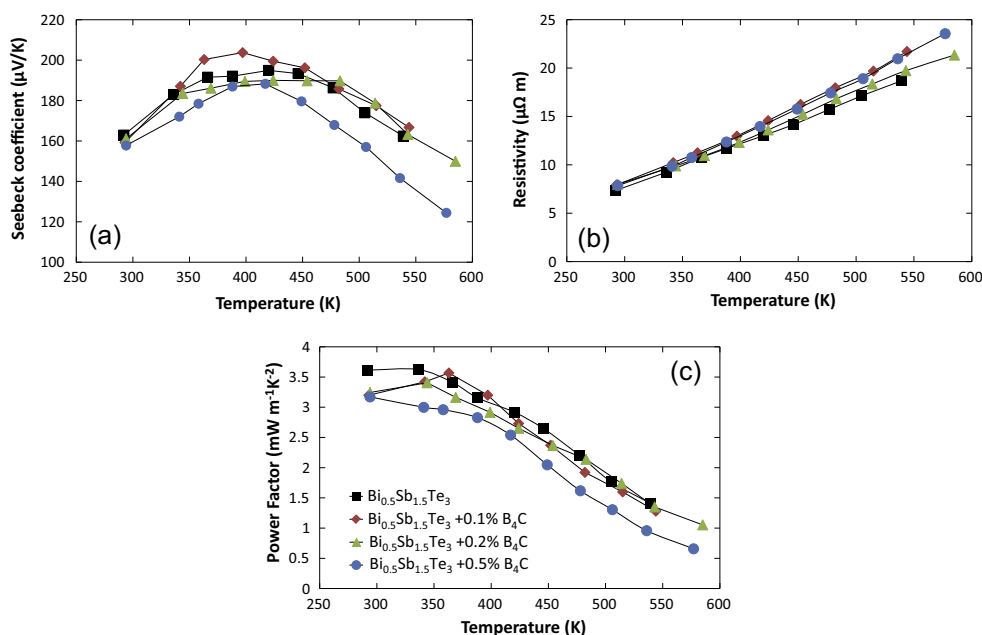 220
200
180
160
140
120
100
250 300 350 400 450 500 550 600
Seebeck coefficient (µV/K)
Temperature (K)
(a)
25
20
15
10
5
0
250 300 350 400 450 500 550 600
Resistivity (µΩ m)
Temperature (K)
(b)
4
3.5
3
2.5
2
1.5
1
0.5
0
250 300 350 400 450 500 550 600
Power Factor (mW m⁻¹K⁻²)
Temperature (K)
(c)
Bi₀.₅Sb₁.₅Te₃
Bi₀.₅Sb₁.₅Te₃ +0.1% B₄C
Bi₀.₅Sb₁.₅Te₃ +0.2% B₄C
Bi₀.₅Sb₁.₅Te₃ +0.5% B₄C